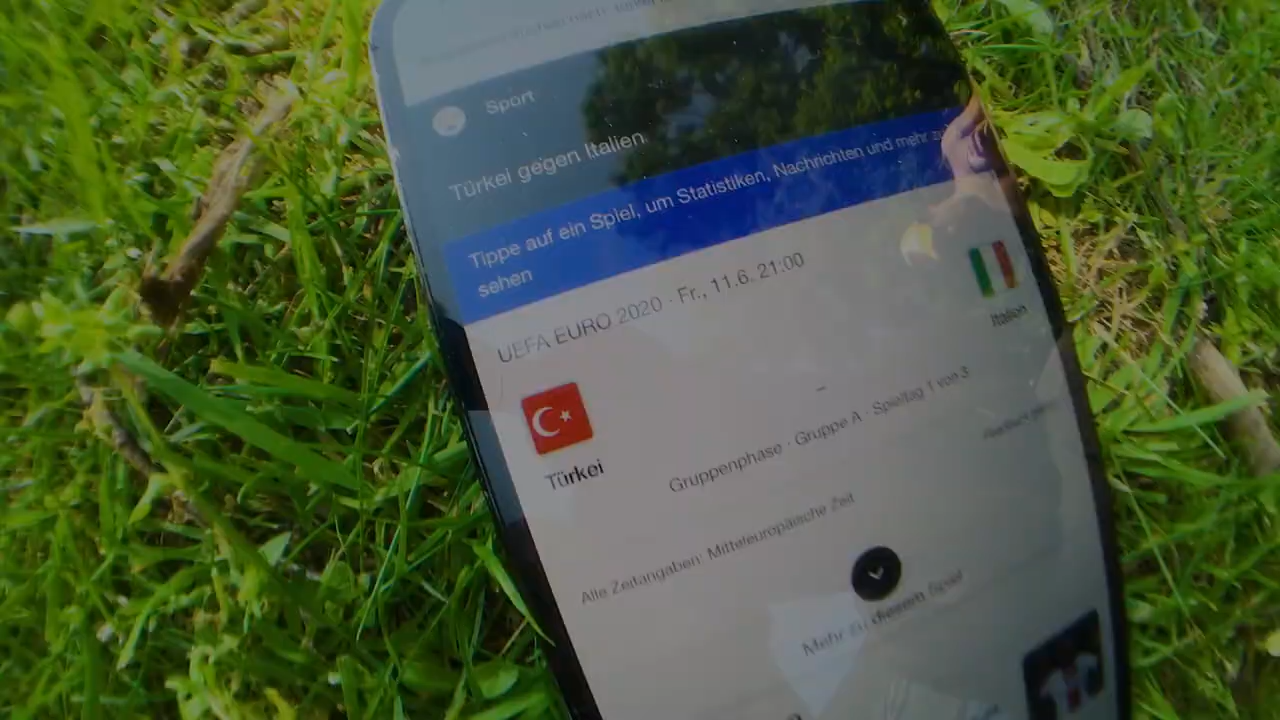 Sport
Türkei gegen Italien
Tippe auf ein Spiel, um Statistiken, Nachrichten und mehr zu
sehen
UEFA EURO 2020 · Fr., 11.6. 21:00
Türkei
-
Italien
Gruppenphase · Gruppe A · Spieltag 1 von 3
Alle Zeitangaben: Mitteleuropäische Zeit
Mehr zu diesem Spiel